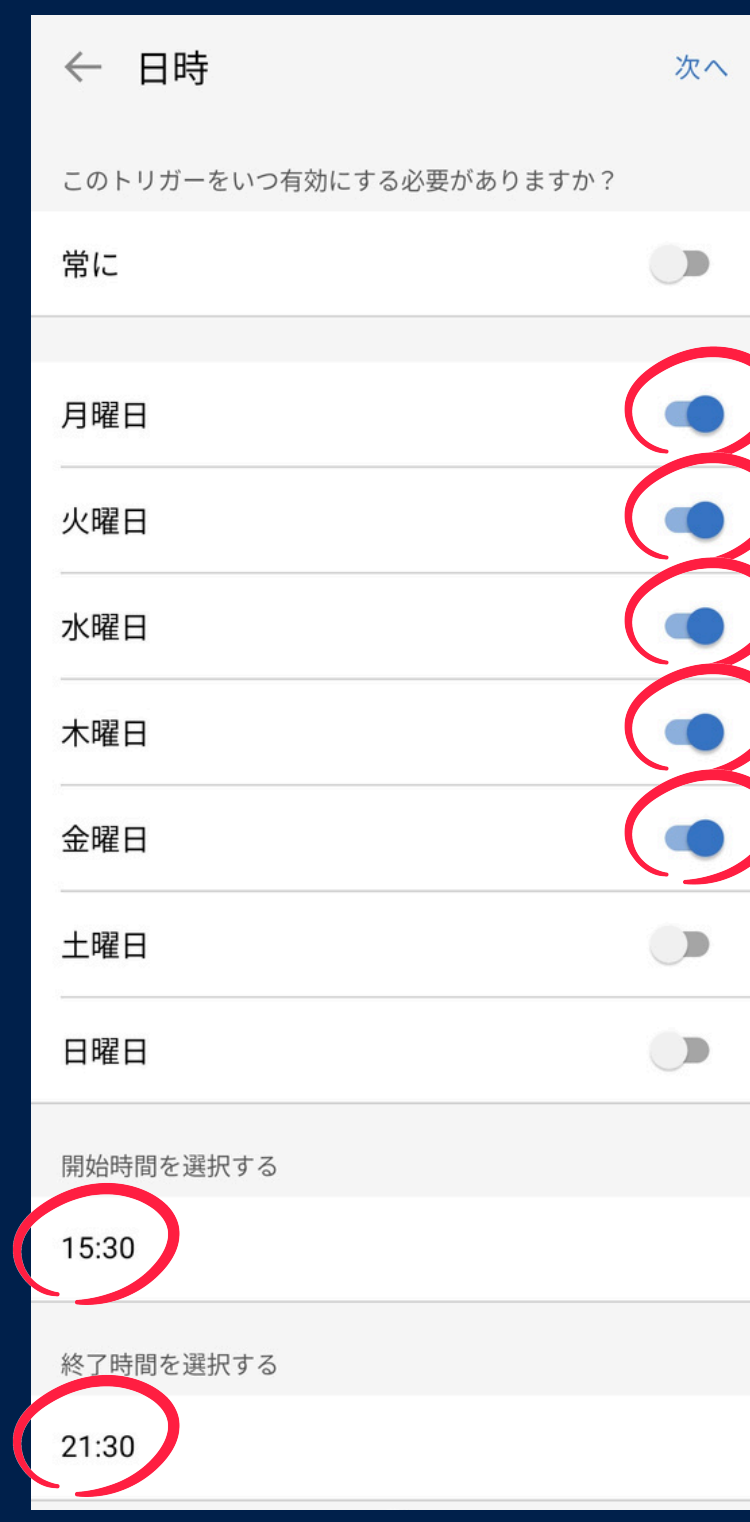 日時
次へ
このトリガーをいつ有効にする必要がありますか？
常に
月曜日
火曜日
水曜日
木曜日
金曜日
土曜日
日曜日
開始時間を選択する
15:30
終了時間を選択する
21:30